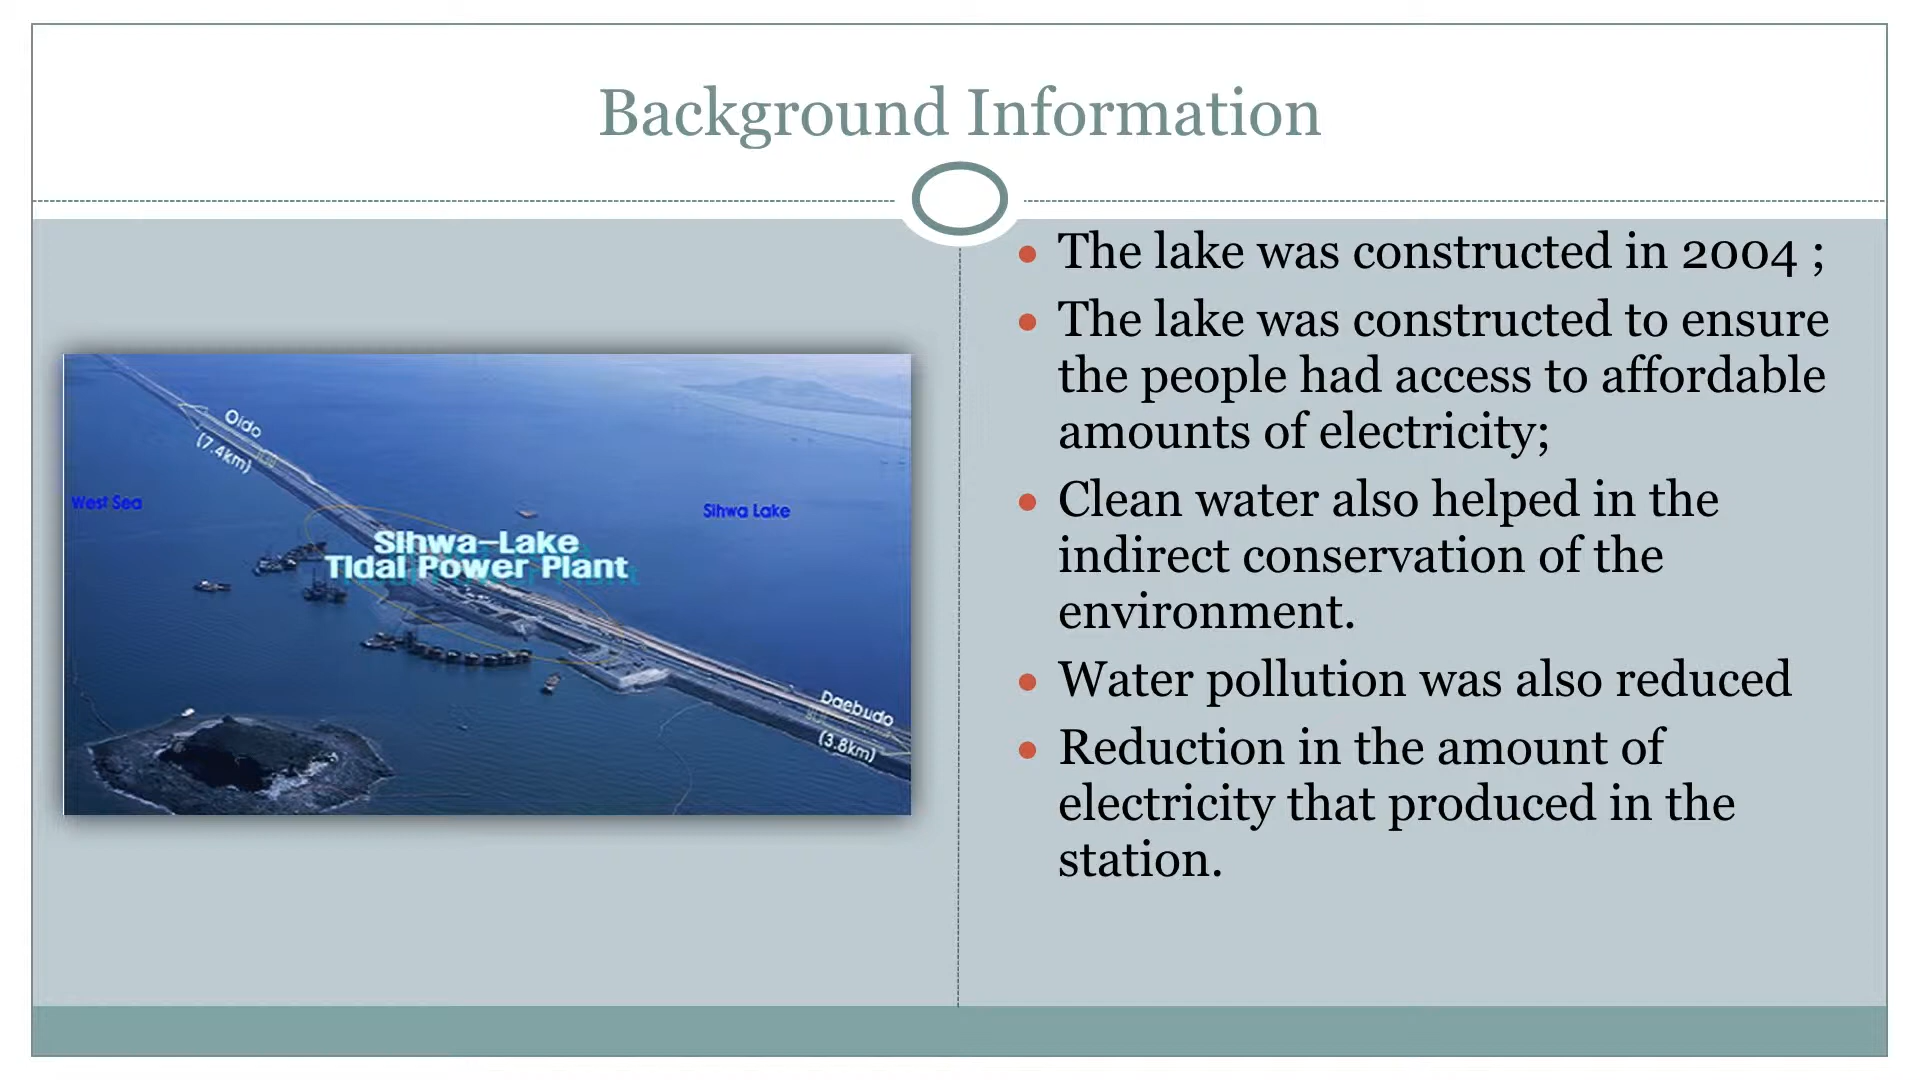 Background Information
Oido
(7.4km)
West Sea
Sihwa Lake
Sihwa-Lake
Tidal Power Plant
Daebudo
(3.8km)
The lake was constructed in 2004 ;
The lake was constructed to ensure
the people had access to affordable
amounts of electricity;
Clean water also helped in the
indirect conservation of the
environment.
Water pollution was also reduced
Reduction in the amount of
electricity that produced in the
station.